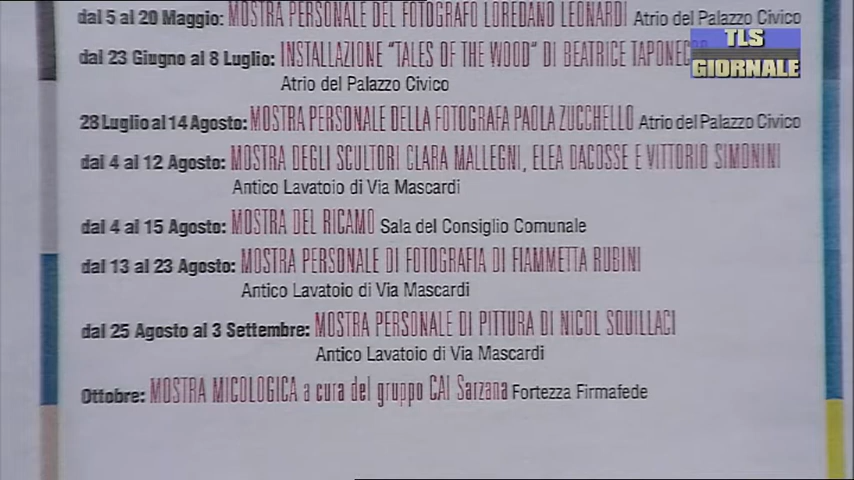 dal 5 al 20 Maggio: MOSTRA PERSONALE DEL FOTOGRAFO LOREDANO LEONARDI Atrio del Palazzo Civico
TLS
GIORNALE
dal 23 Giugno al 8 Luglio: INSTALLAZIONE "TALES OF THE WOOD" DI BEATRICE
Atrio del Palazzo Civico
28 Luglio al 14 Agosto: MOSTRA PERSONALE DELLA FOTOGRAFA PAOLA ZUCCHELLO Atrio del Palazzo Civico
dal 4 al 12 Agosto: MOSTRA DEGLI SCULTORI CLARA MALLEGNI, ELEA DACOSSE E VITTORIO SIMONINI
Antico Lavatoio di Via Mascardi
dal 4 al 15 Agosto: MOSTRA DEL RICAMO Sala del Consiglio Comunale
dal 13 al 23 Agosto: MOSTRA PERSONALE DI FOTOGRAFIA DI FIAMMETTA RUBINI
Antico Lavatoio di Via Mascardi
dal 25 Agosto al 3 Settembre: MOSTRA PERSONALE DI PITTURA DI NICOL SQUILLACI
Antico Lavatoio di Via Mascardi
Ottobre: MOSTRA MICOLOGICA a cura del gruppo CAI Sarzana Fortezza Firmafede